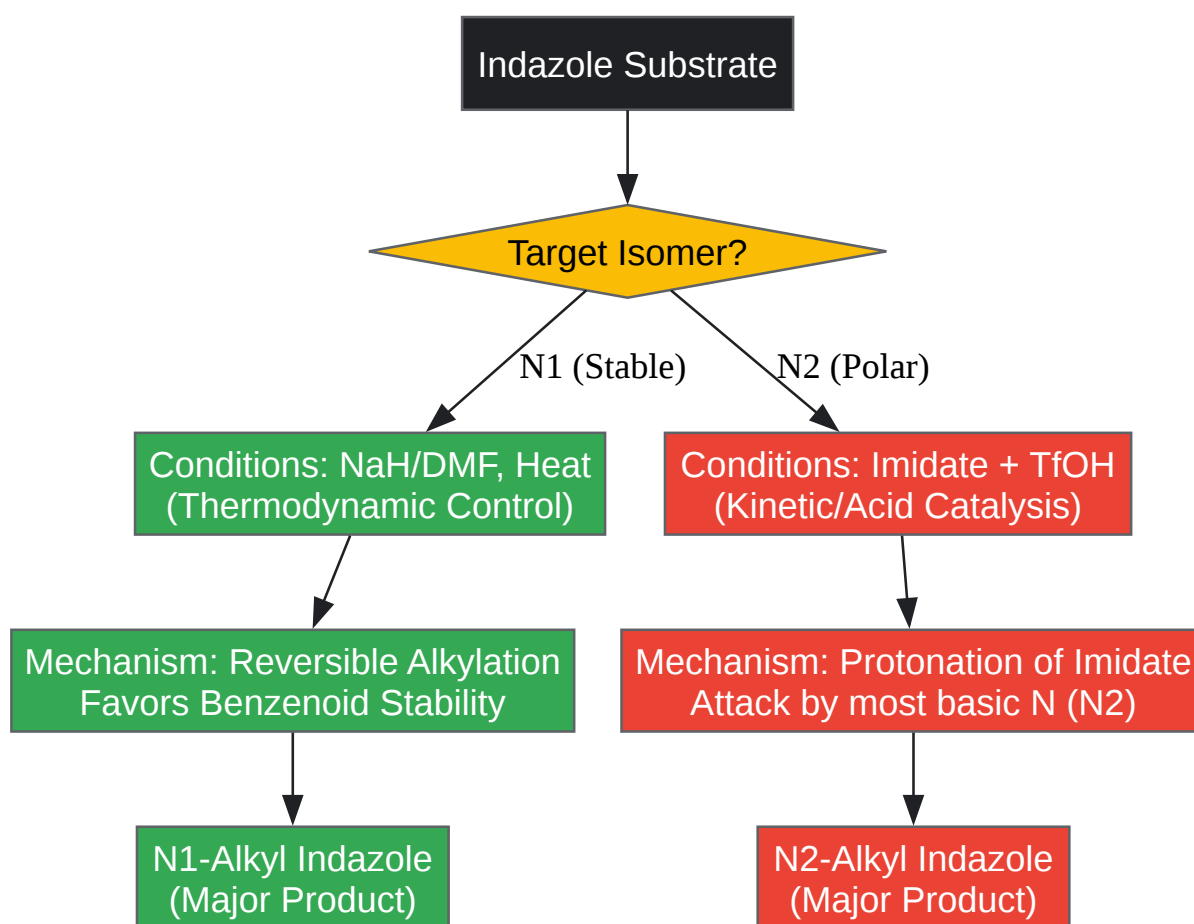 Indazole Substrate
Target Isomer?
N1 (Stable)
N2 (Polar)
Conditions: NaH/DMF, Heat
(Thermodynamic Control)
Conditions: Imidate + TfOH
(Kinetic/Acid Catalysis)
Mechanism: Reversible Alkylation
Favors Benzenoid Stability
Mechanism: Protonation of Imidate
Attack by most basic N (N2)
N1-Alkyl Indazole
(Major Product)
N2-Alkyl Indazole
(Major Product)